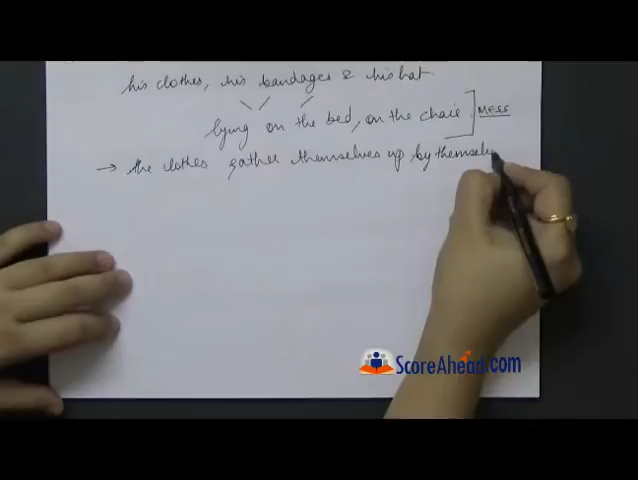 his clothes, his bandages & his hat
lying on the bed, on the chair
MESS
→ the clothes gather themselves up by themselve
ScoreAhead.com